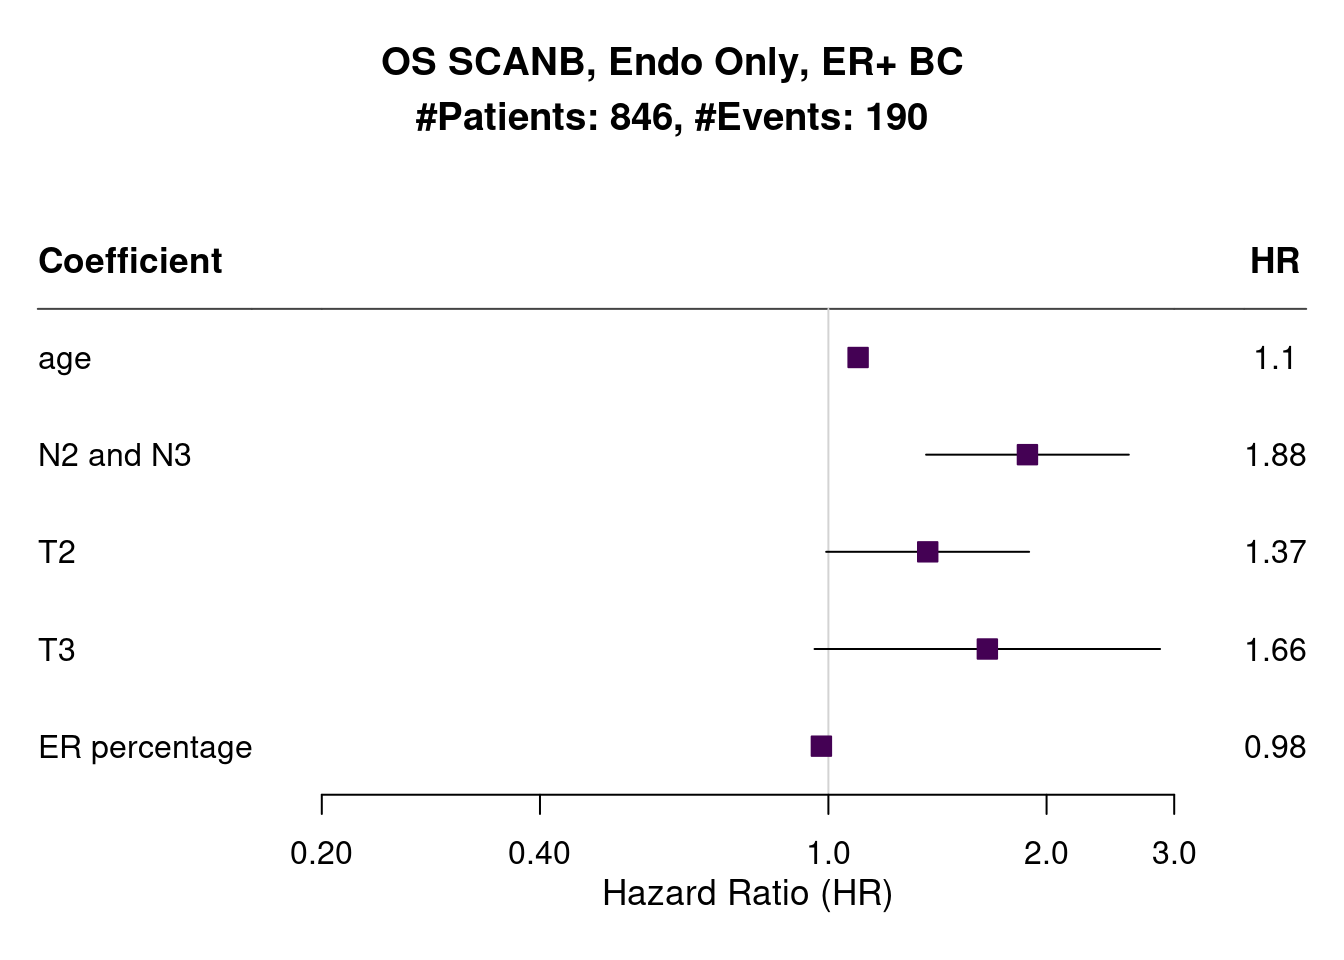 OS SCANB, Endo Only, ER+ BC
#Patients: 846, #Events: 190
Coefficient HR
age 1.1
N2 and N3 1.88
T2 1.37
T3 1.66
ER percentage 0.98
0.20 0.40 1.0 2.0 3.0
Hazard Ratio (HR)